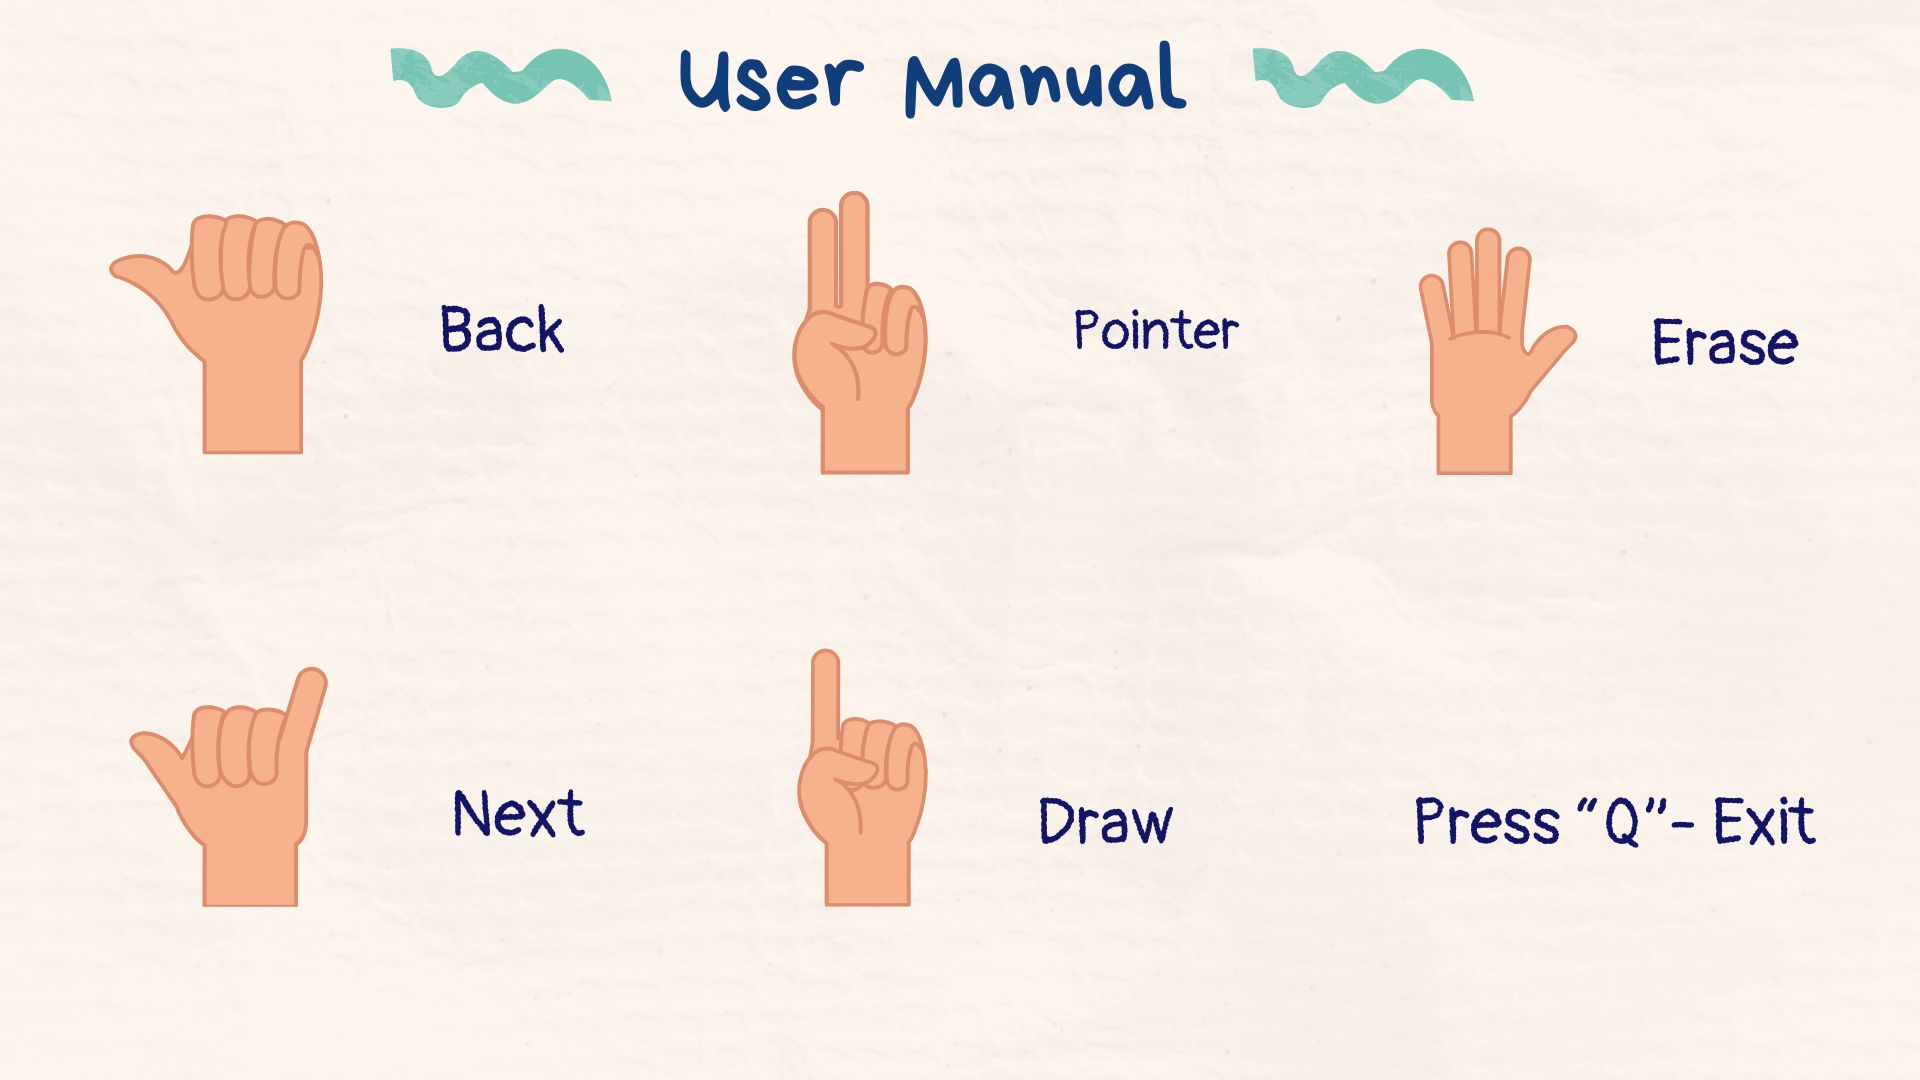 User Manual
Back
Pointer
Erase
Next
Draw
Press “Q”- Exit